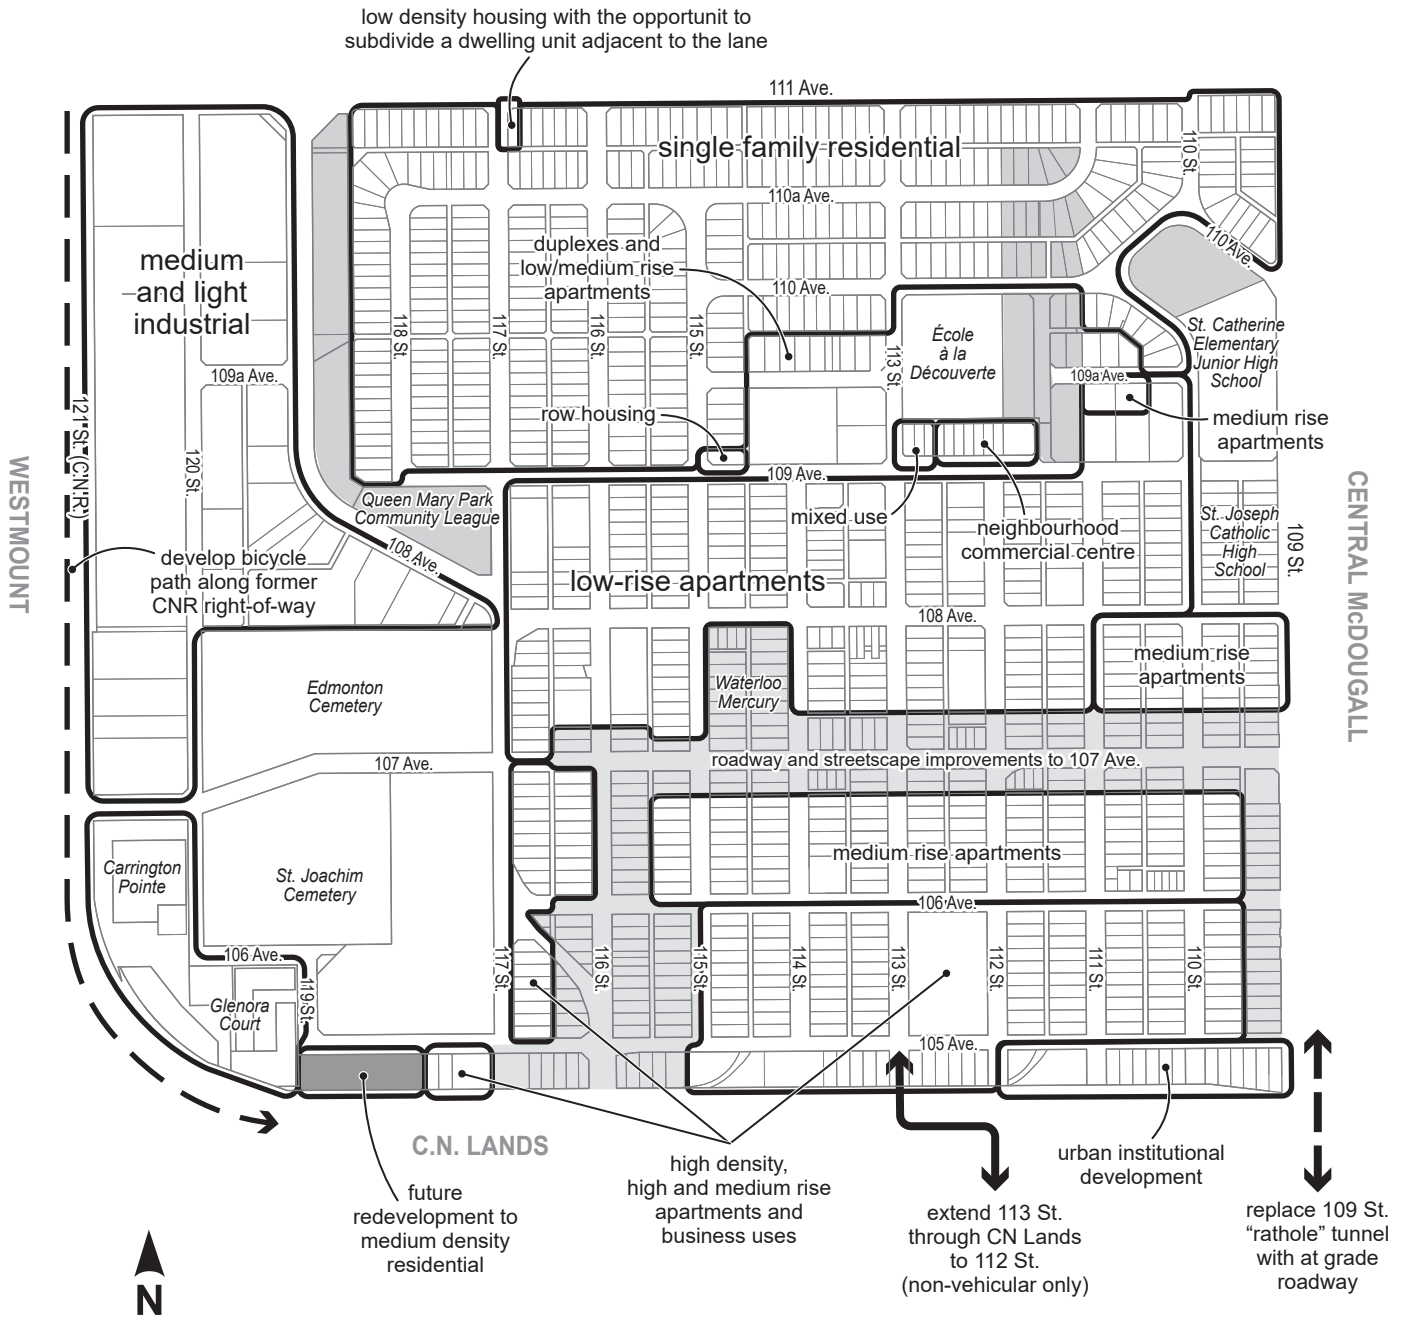 low density housing with the opportunit to
subdivide a dwelling unit adjacent to the lane
111 Ave.
single family residential
110 St.
110a Ave.
110 Ave.
medium
and light
industrial
duplexes and
low/medium rise
apartments
110 Ave.
118 St.
117 St.
116 St.
115 St.
113 St.
École
à la
Découverte
St. Catherine
Elementary
Junior High
School
109a Ave.
109a Ave.
121 St. (C.N.R.)
120 St.
row housing
medium rise
apartments
109 Ave.
WESTMOUNT
CENTRAL McDOUGALL
Queen Mary Park
Community League
mixed use
neighbourhood
commercial centre
St. Joseph
Catholic
High
School
109 St.
108 Ave.
develop bicycle
path along former
CNR right-of-way
low-rise apartments
108 Ave.
medium rise
apartments
Edmonton
Cemetery
Waterloo
Mercury
107 Ave.
roadway and streetscape improvements to 107 Ave.
Carrington
Pointe
St. Joachim
Cemetery
medium rise apartments
106 Ave.
106 Ave.
119 St.
117 St.
116 St.
115 St.
114 St.
113 St.
112 St.
111 St.
110 St.
Glenora
Court
105 Ave.
C.N. LANDS
future
redevelopment to
medium density
residential
high density,
high and medium rise
apartments and
business uses
extend 113 St.
through CN Lands
to 112 St.
(non-vehicular only)
urban institutional
development
replace 109 St.
“rathole” tunnel
with at grade
roadway
N